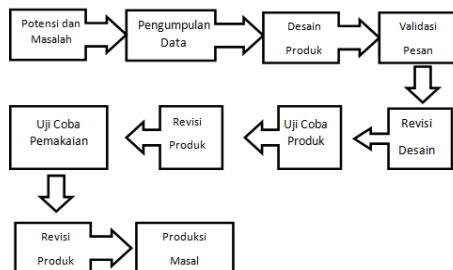 Potensi dan
Masalah
Pengumpulan
Data
Desain
Produk
Validasi
Pesan
Revisi
Desain
Uji Coba
Produk
Revisi
Produk
Uji Coba
Pemakaian
Revisi
Produk
Produksi
Masal